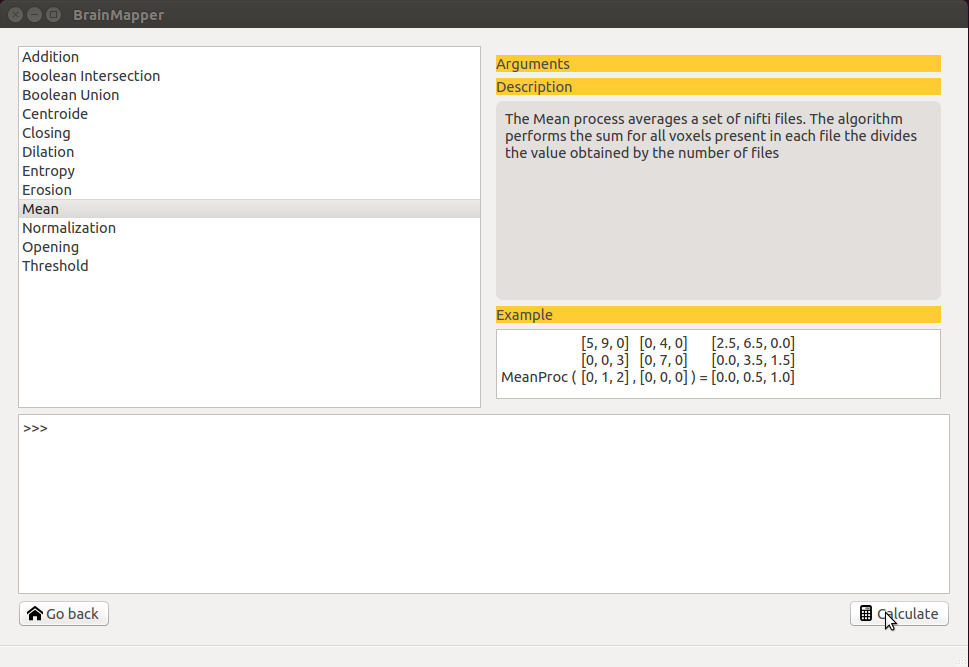 BrainMapper
Addition
Boolean Intersection
Boolean Union
Centroide
Closing
Dilation
Entropy
Erosion
Mean
Normalization
Opening
Threshold
Arguments
Description
The Mean process averages a set of nifti files. The algorithm
performs the sum for all voxels present in each file the divides
the value obtained by the number of files
Example
[5, 9, 0] [0, 4, 0] [2.5, 6.5, 0.0]
[0, 0, 3] [0, 7, 0] [0.0, 3.5, 1.5]
MeanProc ( [0, 1, 2] , [0, 0, 0] ) = [0.0, 0.5, 1.0]
>>>
Go back
Calculate